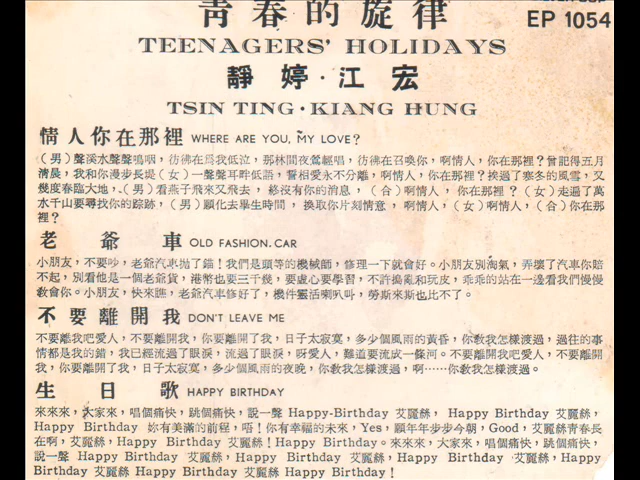 青春的旋律
EP 1054
TEENAGERS' HOLIDAYS
靜婷·江宏
TSIN TING·KIANG HUNG
情人你在那裡 WHERE ARE YOU, MY LOVE?
（男）聲溪水聲聲嗚咽，彷彿在爲我低泣，那林間夜鶯輕唱，彷彿在召喚你，啊情人，你在那裡？曾記得五月
清晨，我和你漫步長堤（女）一聲聲耳畔低語，誓相愛永不分離，啊情人，你在那裡？挨過了寒冬的風雪，又
幾度春臨大地，（男）看燕子飛來又飛去，終沒有你的消息，（合）啊情人，你在那裡？（女）走遍了萬
水千山要尋找你的踪跡，（男）願化去畢生時間，換取你片刻情意，啊情人，（女）啊情人，（合）你在那
裡？
老爺車 OLD FASHION.CAR
小朋友，不要吵，老爺汽車拋了錨！我們是頭等的機械師，修理一下就會好。小朋友別淘氣，弄壞了汽車你賠
不起，別看他是一個老爺貨，港幣也要三千幾，要虛心要學習，不許搗亂和玩皮，乖乖的站在一邊看我們慢慢
教會你。小朋友，快來瞧，老爺汽車修好了，機件靈活喇叭叫，勞斯來斯也比不了。
不要離開我 DON'T LEAVE ME
不要離開我吧愛人，不要離開我，你要離開了我，日子太寂寞，多少個風雨的黃昏，你教我怎樣渡過，過往的事
情都是我的錯，我已經流過了眼淚，流過了眼淚，呀愛人，難道要流成一條河。不要離開我吧愛人，不要離開
我，你要離開了我，日子太寂寞，多少個風雨的夜晚，你教我怎樣渡過，啊……你教我怎樣渡過。
生日歌 HAPPY BIRTHDAY
來來來，大家來，唱個痛快，跳個痛快，說一聲 Happy-Birthday 艾麗絲， Happy Birthday 艾麗絲，
Happy Birthday 妳有美滿的前程，唔！你有幸福的未來，Yes，願年年步步今朝，Good，艾麗絲青春長
在啊，艾麗絲，Happy Birthday 艾麗絲！Happy Birthday。來來來，大家來，唱個痛快，跳個痛快，
說一聲 Happy Birthday 艾麗絲，Happy Birthday 艾麗絲，Happy Birthday 艾麗絲，Happy
Birthday 艾麗絲 Happy Birthday 艾麗絲 Happy Birthday！